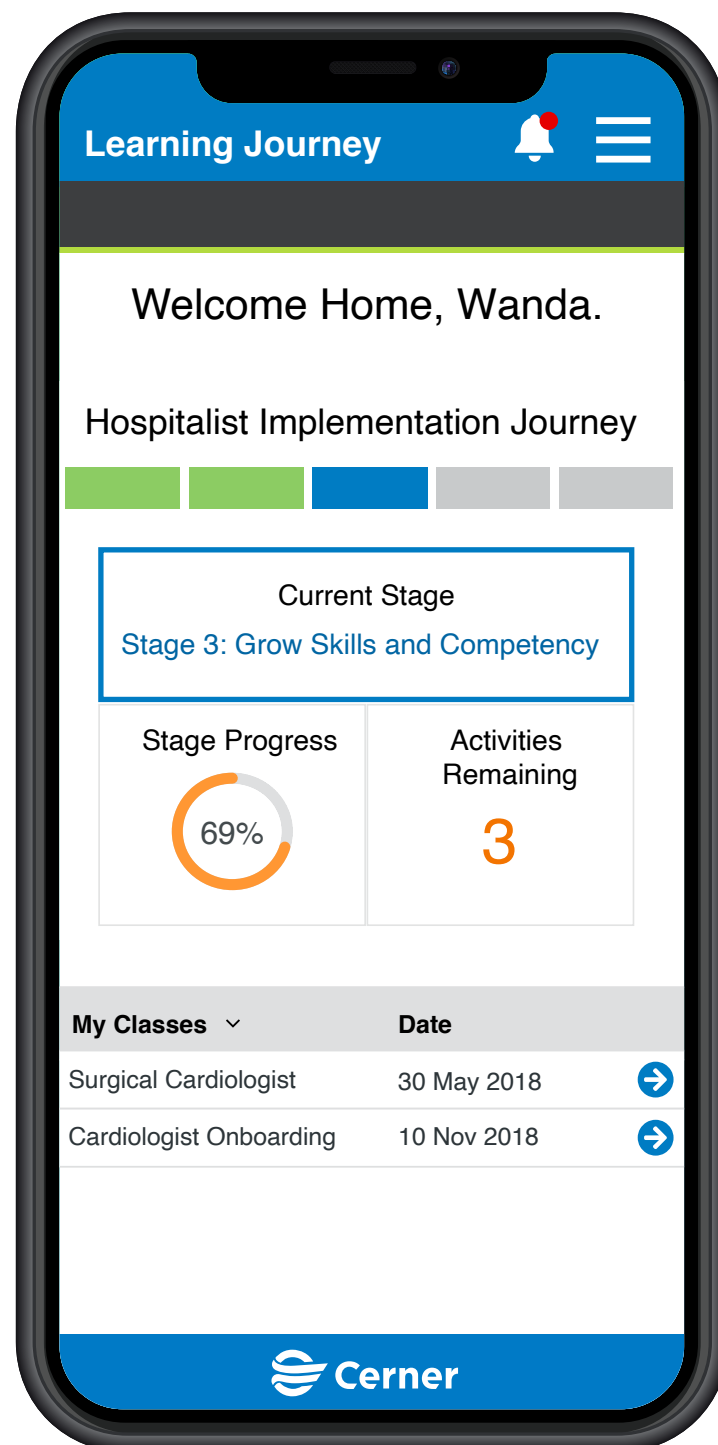 Learning Journey
Welcome Home, Wanda.
Hospitalist Implementation Journey
Current Stage
Stage 3: Grow Skills and Competency
Stage Progress
69%
Activities
Remaining
3
My Classes Date
Surgical Cardiologist 30 May 2018
Cardiologist Onboarding 10 Nov 2018
Cerner